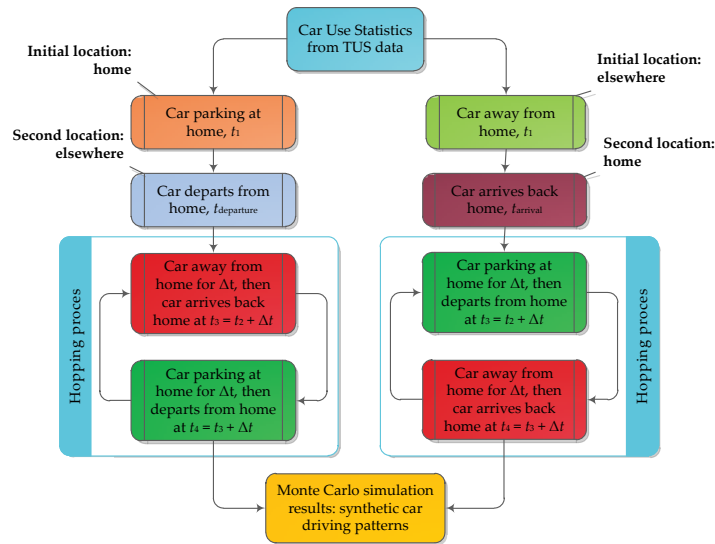 Car Use Statistics
from TUS data
Initial location:
home
Initial location:
elsewhere
Car parking at
home, t1
Car away from
home, t1
Second location:
elsewhere
Second location:
home
Car departs from
home, tdeparture
Car arrives back
home, tarrival
Hopping proces
Car away from
home for Δt, then
car arrives back
home at t3 = t2 + Δt
Car parking at
home for Δt, then
departs from home
at t4 = t3 + Δt
Car parking at
home for Δt, then
departs from home
at t3 = t2 + Δt
Car away from
home for Δt, then
car arrives back
home at t4 = t3 + Δt
Hopping proces
Monte Carlo simulation
results: synthetic car
driving patterns